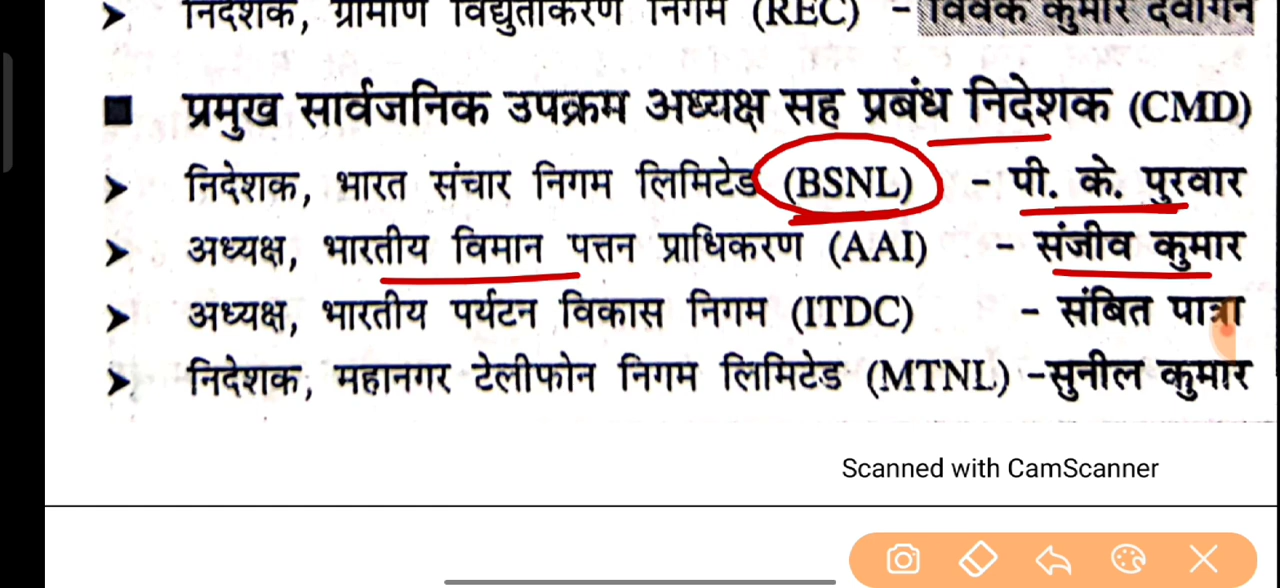 ➤ निदेशक, ग्रामीण विद्युतीकरण निगम (REC) - विवेक कुमार देवांगन
■ प्रमुख सार्वजनिक उपक्रम अध्यक्ष सह प्रबंध निदेशक (CMD)
➤ निदेशक, भारत संचार निगम लिमिटेड (BSNL) - पी. के. पुरवार
➤ अध्यक्ष, भारतीय विमान पत्तन प्राधिकरण (AAI) - संजीव कुमार
➤ अध्यक्ष, भारतीय पर्यटन विकास निगम (ITDC) - संबित पात्रा
➤ निदेशक, महानगर टेलीफोन निगम लिमिटेड (MTNL) -सुनील कुमार
Scanned with CamScanner